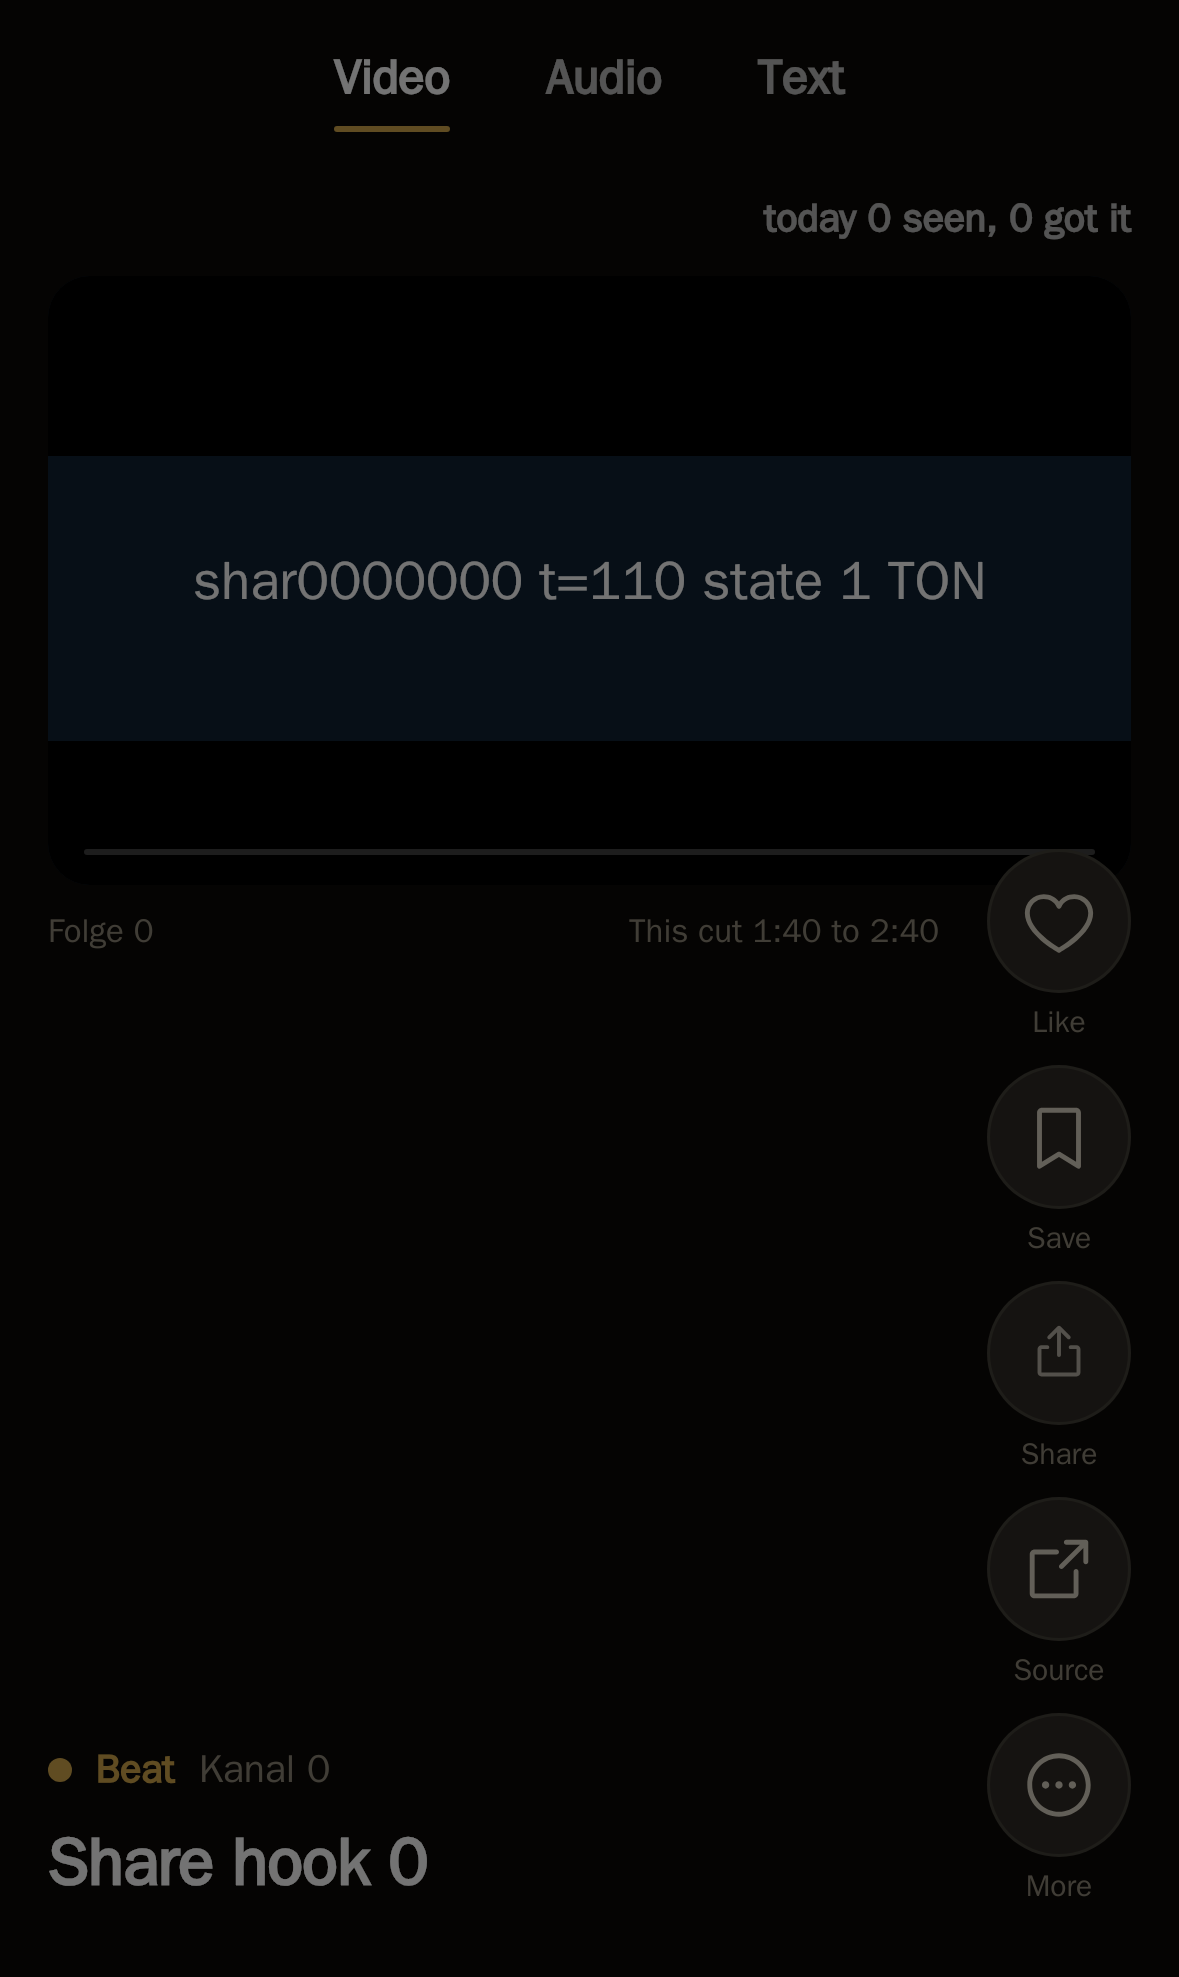 Video Audio Text
today 0 seen, 0 got it
shar0000000 t=110 state 1 TON
Folge 0
This cut 1:40 to 2:40
Like
Save
Share
Source
Beat Kanal 0
Share hook 0
More